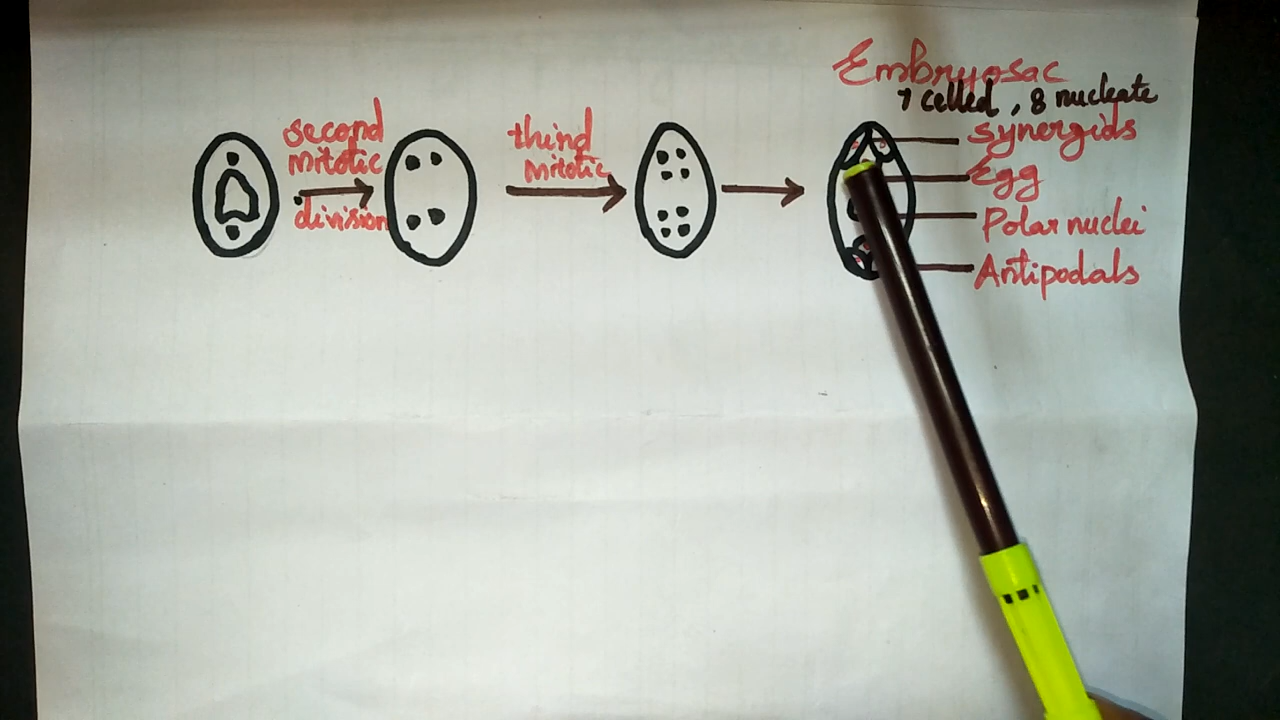 Embryosac
7 celled, 8 nucleate
second
mitotic
division
third
mitotic
synergids
Egg
Polar nuclei
Antipodals